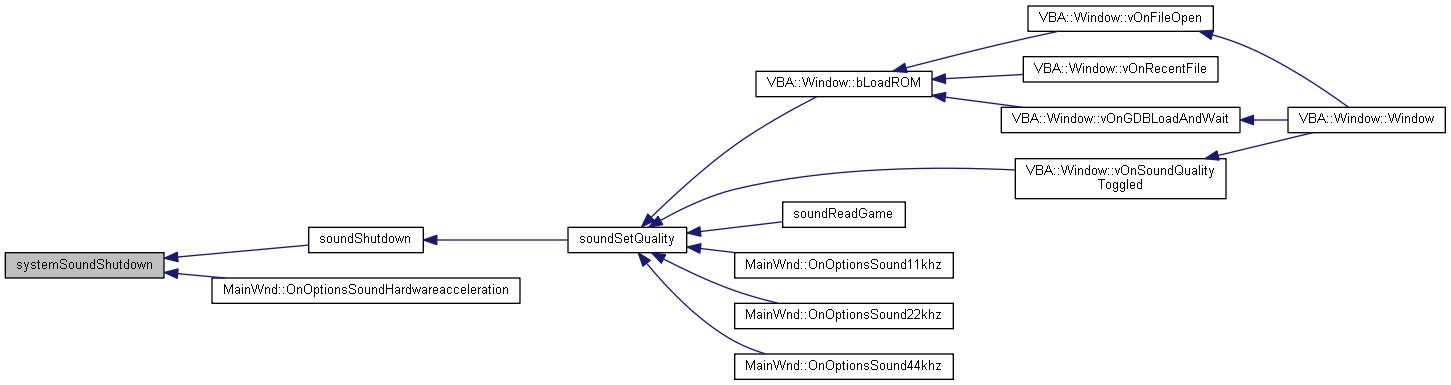 VBA::Window::vOnFileOpen
VBA::Window::vOnRecentFile
VBA::Window::bLoadROM
VBA::Window::vOnGDBLoadAndWait
VBA::Window::Window
VBA::Window::vOnSoundQuality
Toggled
soundReadGame
soundShutdown
soundSetQuality
systemSoundShutdown
MainWnd::OnOptionsSound11khz
MainWnd::OnOptionsSoundHardwareacceleration
MainWnd::OnOptionsSound22khz
MainWnd::OnOptionsSound44khz